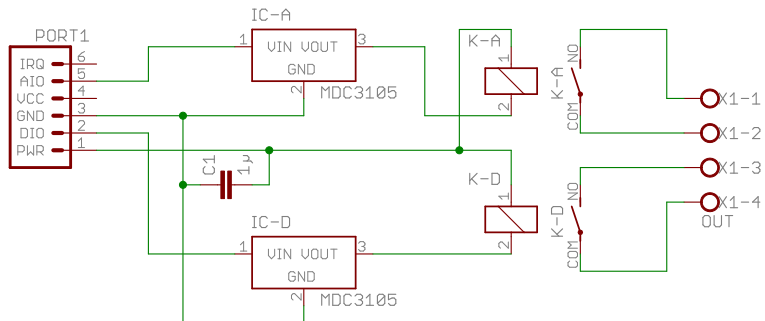 IC-A
PORT1
K-A
1 VIN VOUT 3
GND
2
MDC3105
IRQ 6
AIO 5
VCC 4
GND 3
DIO 2
PWR 1
1
2
K-A
NO
COM
X1-1
X1-2
X1-3
X1-4
OUT
C1
1µ
K-D
1
2
K-D
NO
COM
IC-D
1 VIN VOUT 3
GND
2
MDC3105